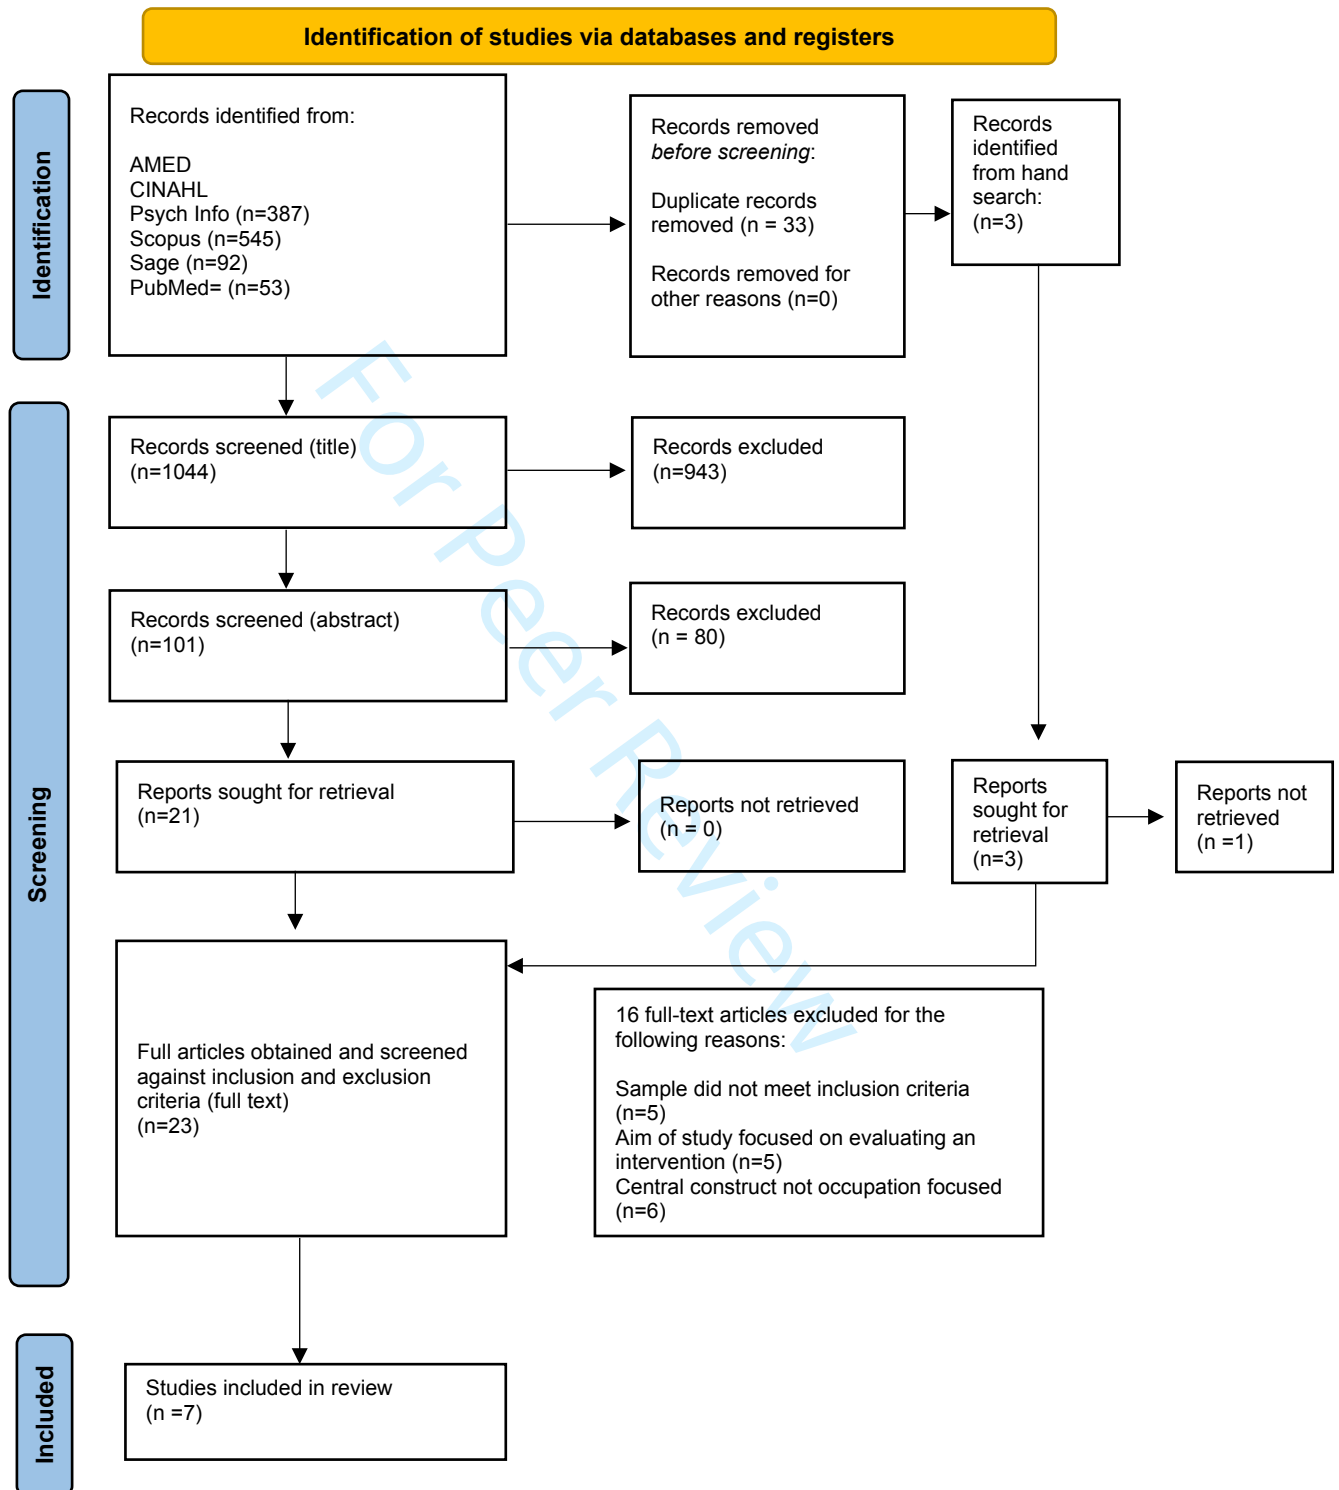 Identification of studies via databases and registers
Identification
Records identified from:
AMED
CINAHL
Psych Info (n=387)
Scopus (n=545)
Sage (n=92)
PubMed= (n=53)
Records removed
before screening:
Duplicate records
removed (n = 33)
Records removed for
other reasons (n=0)
Records
identified
from hand
search:
(n=3)
Screening
Records screened (title)
(n=1044)
Records excluded
(n=943)
Records screened (abstract)
(n=101)
Records excluded
(n = 80)
Reports sought for retrieval
(n=21)
Reports not retrieved
(n = 0)
Reports
sought for
retrieval
(n=3)
Reports not
retrieved
(n =1)
Full articles obtained and screened
against inclusion and exclusion
criteria (full text)
(n=23)
16 full-text articles excluded for the
following reasons:
Sample did not meet inclusion criteria
(n=5)
Aim of study focused on evaluating an
intervention (n=5)
Central construct not occupation focused
(n=6)
Included
Studies included in review
(n =7)
For Peer Review